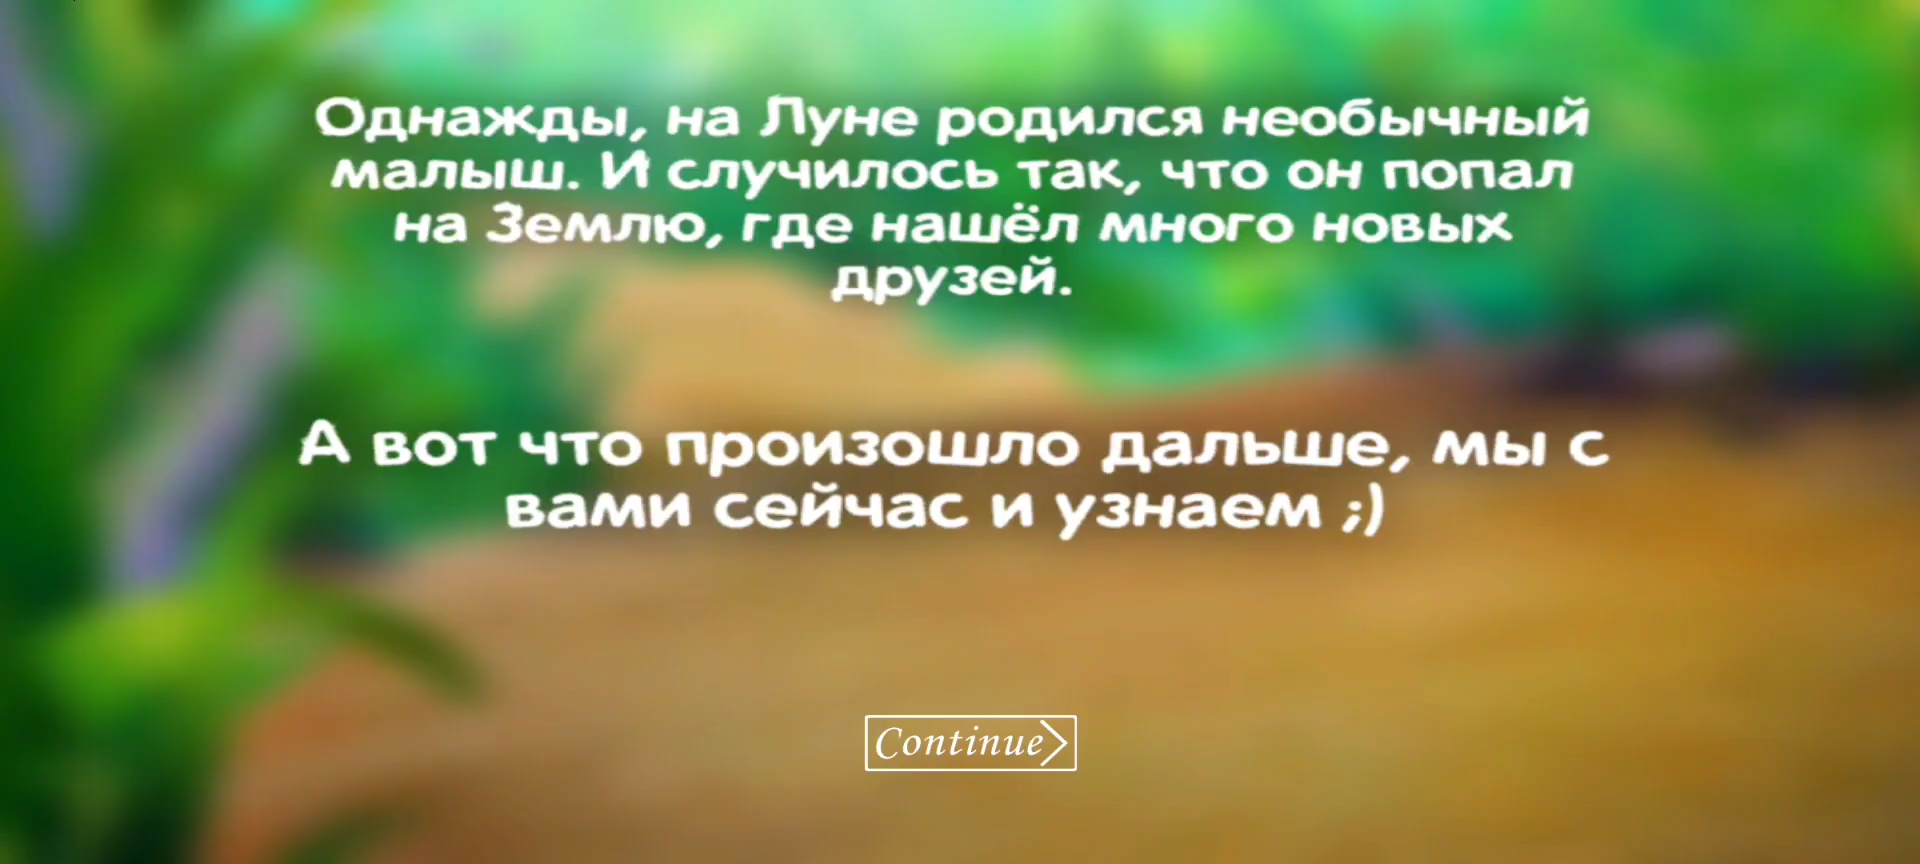 Однажды, на Луне родился необычный
малыш. И случилось так, что он попал
на Землю, где нашёл много новых
друзей.
А вот что произошло дальше, мы с
вами сейчас и узнаем ;)
Continue